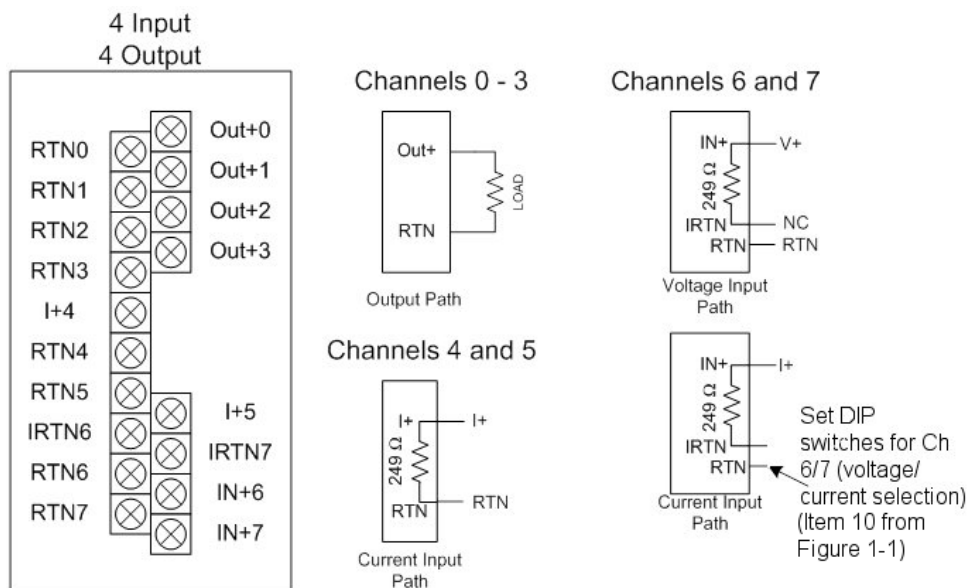 4 Input
4 Output
RTN0
RTN1
RTN2
RTN3
I+4
RTN4
RTN5
IRTN6
RTN6
RTN7
Out+0
Out+1
Out+2
Out+3
I+5
IRTN7
IN+6
IN+7
Channels 0 - 3
Out+
LOAD
RTN
Output Path
Channels 4 and 5
I+
I+
249 Ω
RTN
RTN
Current Input
Path
Channels 6 and 7
IN+
V+
249 Ω
IRTN
NC
RTN
RTN
Voltage Input
Path
IN+
I+
249 Ω
IRTN
RTN
Current Input
Path
Set DIP
switches for Ch
6/7 (voltage/
current selection)
(Item 10 from
Figure 1-1)